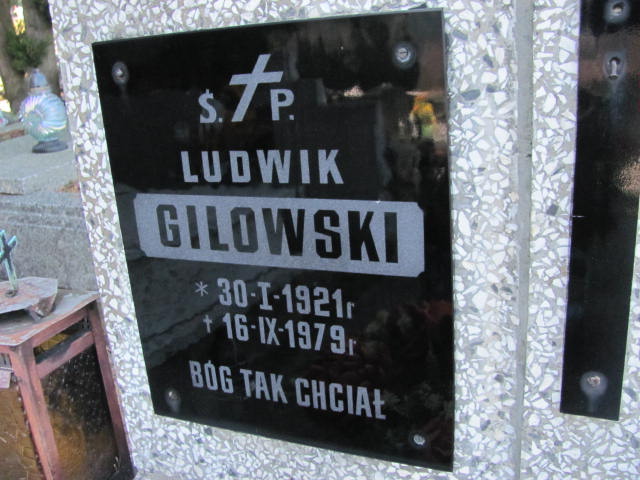 Ś. P.
LUDWIK
GILOWSKI
* 30-I-1921r
† 16-IX-1979r
BÓG TAK CHCIAŁ